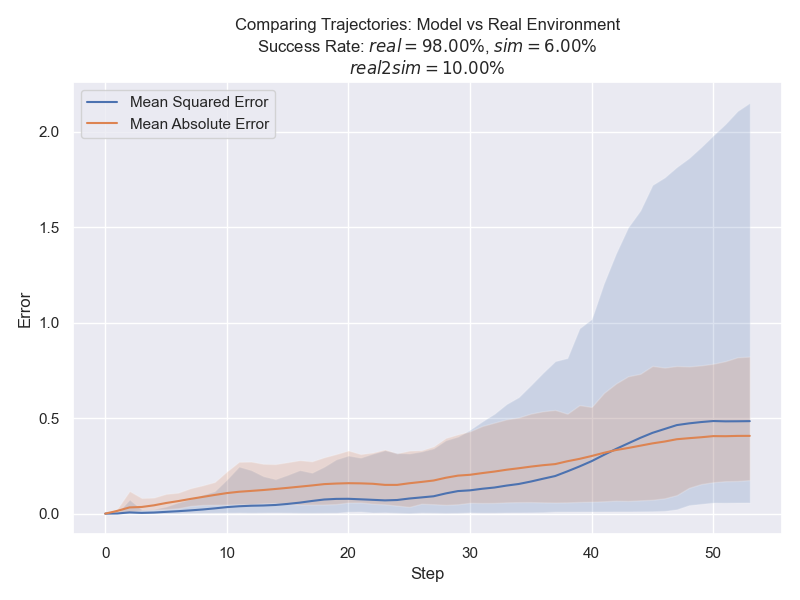 Comparing Trajectories: Model vs Real Environment
Success Rate: real = 98.00%, sim = 6.00%
real2sim = 10.00%
Mean Squared Error
Mean Absolute Error
Error
2.0
1.5
1.0
0.5
0.0
0 10 20 30 40 50
Step